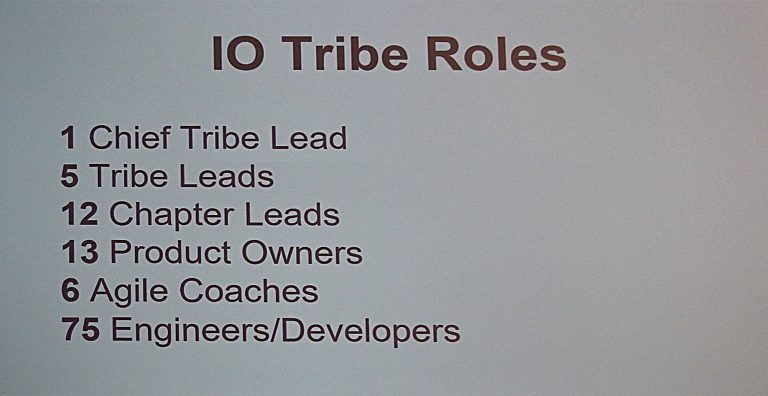 IO Tribe Roles
1 Chief Tribe Lead
5 Tribe Leads
12 Chapter Leads
13 Product Owners
6 Agile Coaches
75 Engineers/Developers